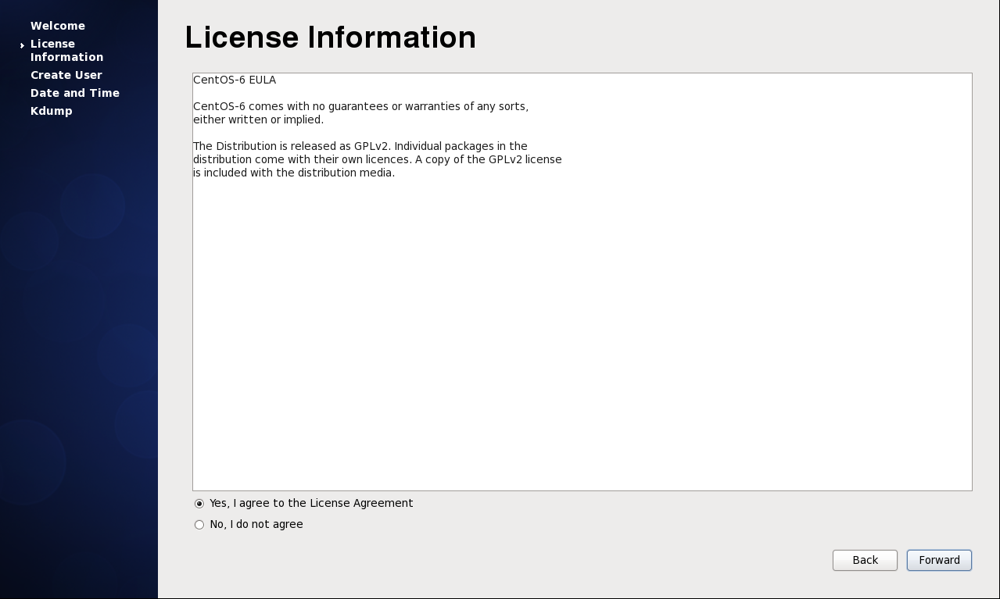 Welcome
License
Information
Create User
Date and Time
Kdump
License Information
CentOS-6 EULA
CentOS-6 comes with no guarantees or warranties of any sorts,
either written or implied.
The Distribution is released as GPLv2. Individual packages in the
distribution come with their own licences. A copy of the GPLv2 license
is included with the distribution media.
Yes, I agree to the License Agreement
No, I do not agree
Back
Forward